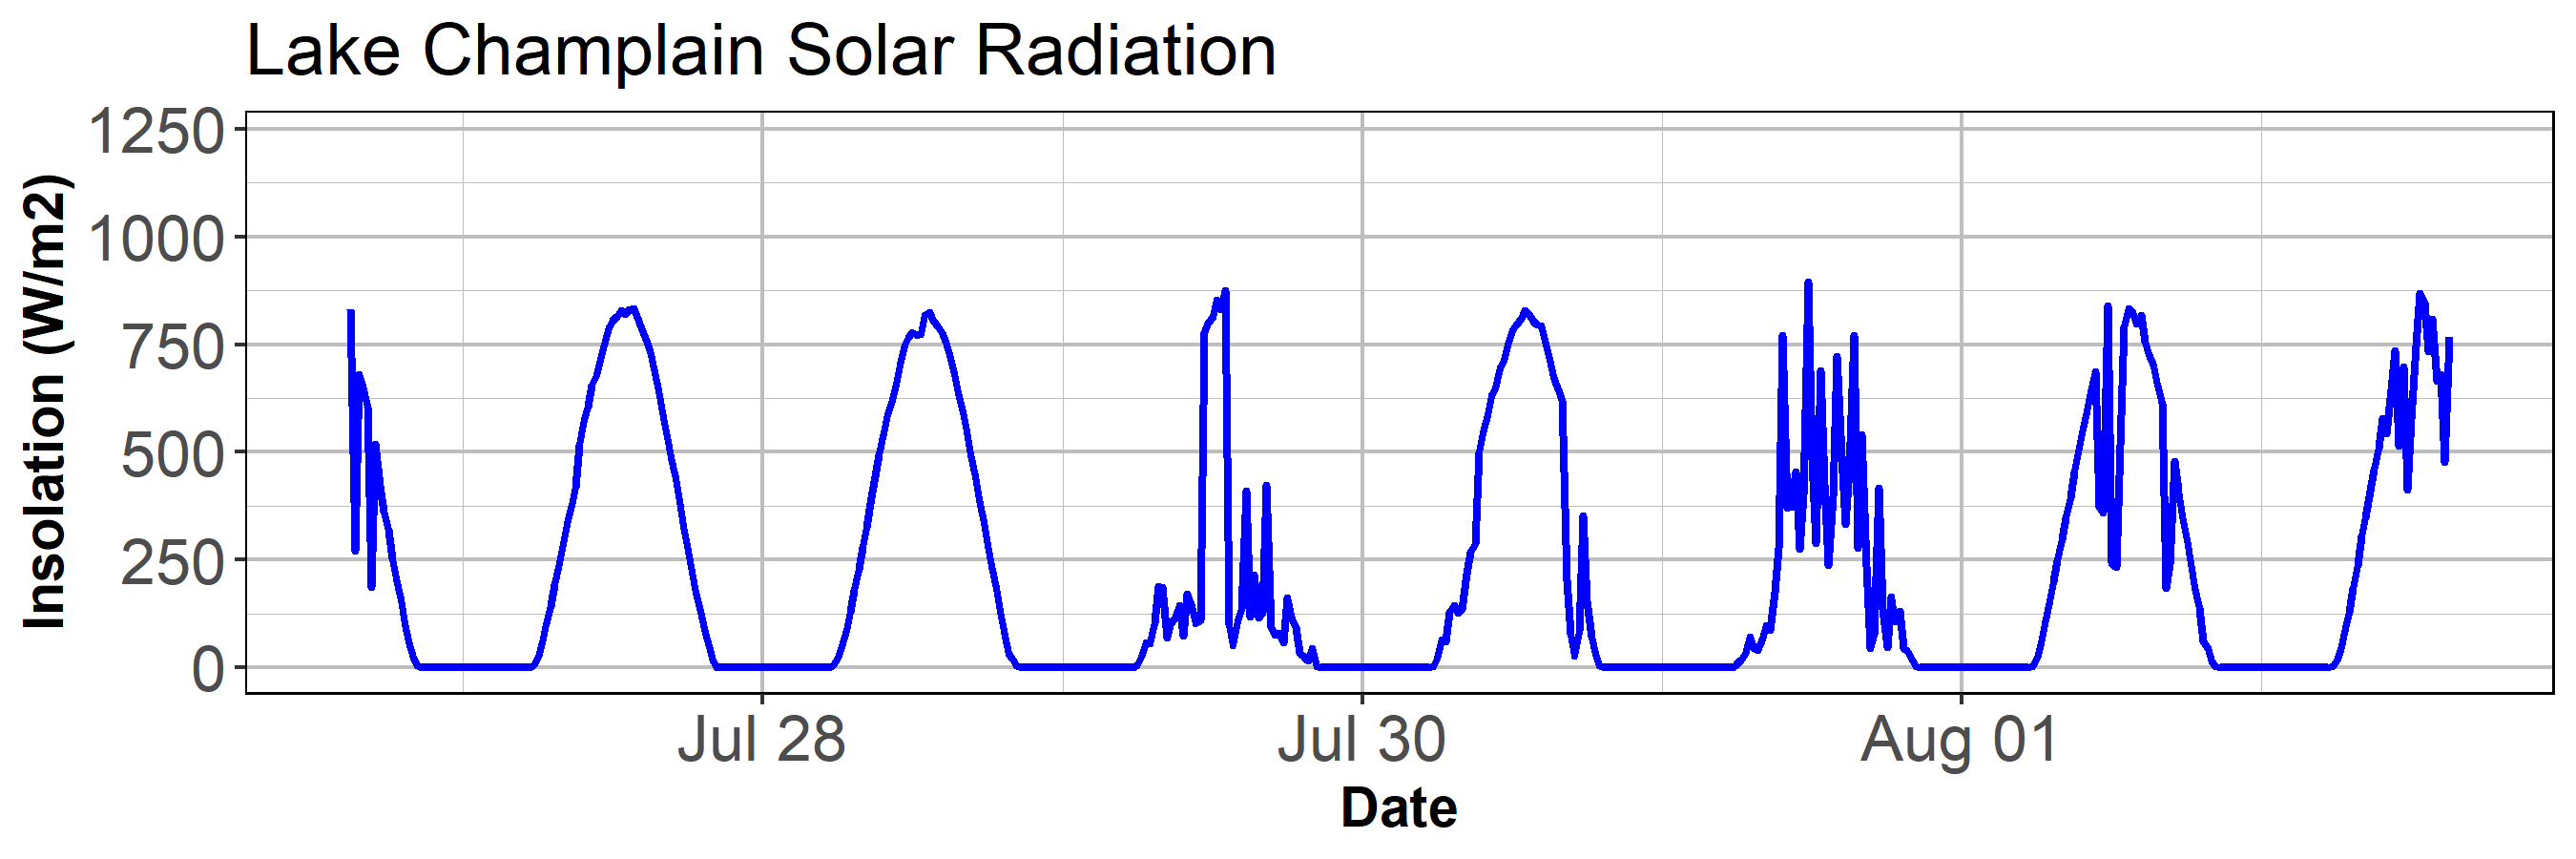 Lake Champlain Solar Radiation
1250
1000
750
500
250
0
Insolation (W/m2)
Jul 28 Jul 30 Aug 01
Date